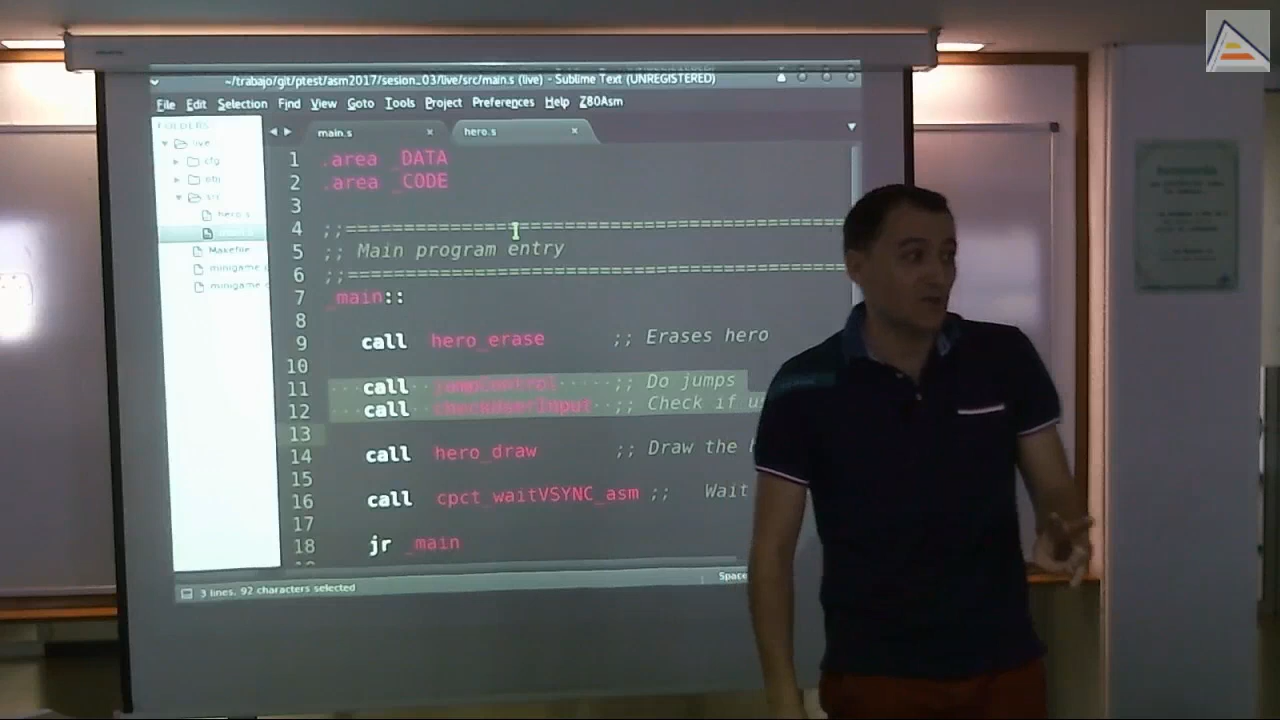 ~/trabajo/git/ptest/asm2017/sesion_03/live/src/main.s (live) - Sublime Text (UNREGISTERED)
File Edit Selection Find View Goto Tools Project Preferences Help Z80Asm
FOLDERS
live
cfg
obj
src
hero.s
Makefile
minigame.c
minigame.c
main.s
hero.s
1 .area _DATA
2 .area _CODE
3
4 ;;==========================================
5 ;; Main program entry
6 ;;==========================================
7 _main::
8
9 call hero_erase ;; Erases hero
10
11 call jumpControl ;; Do jumps
12 call checkUserInput ;; Check if
13
14 call hero_draw ;; Draw the
15
16 call cpct_waitVSYNC_asm ;; Wait
17
18 jr _main
3 lines, 92 characters selected